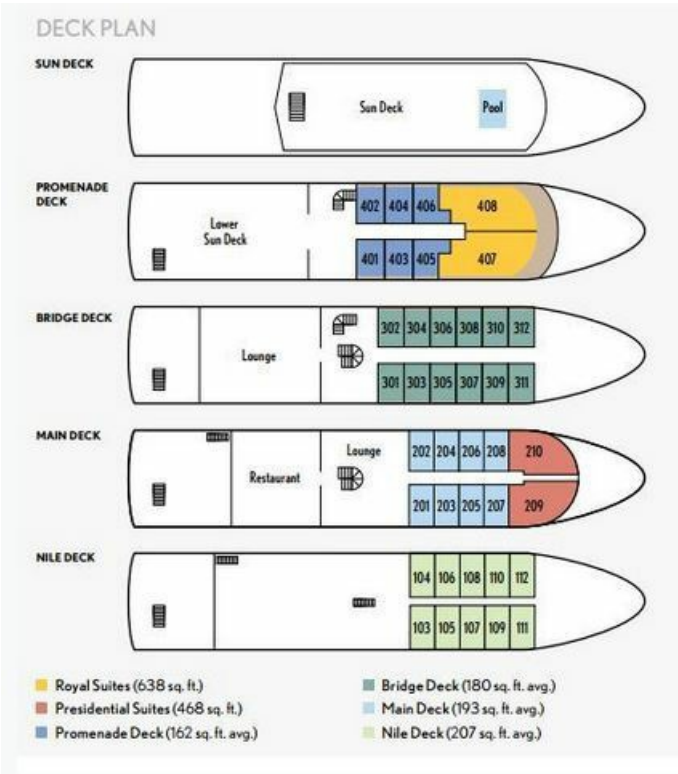 DECK PLAN
SUN DECK
Sun Deck
Pool
PROMENADE
DECK
Lower
Sun Deck
402 404 406 408
401 403 405 407
BRIDGE DECK
Lounge
302 304 306 308 310 312
301 303 305 307 309 311
MAIN DECK
Restaurant
Lounge
202 204 206 208 210
201 203 205 207 209
NILE DECK
104 106 108 110 112
103 105 107 109 111
Royal Suites (638 sq. ft.)
Presidential Suites (468 sq. ft.)
Promenade Deck (162 sq. ft. avg.)
Bridge Deck (180 sq. ft. avg.)
Main Deck (193 sq. ft. avg.)
Nile Deck (207 sq. ft. avg.)